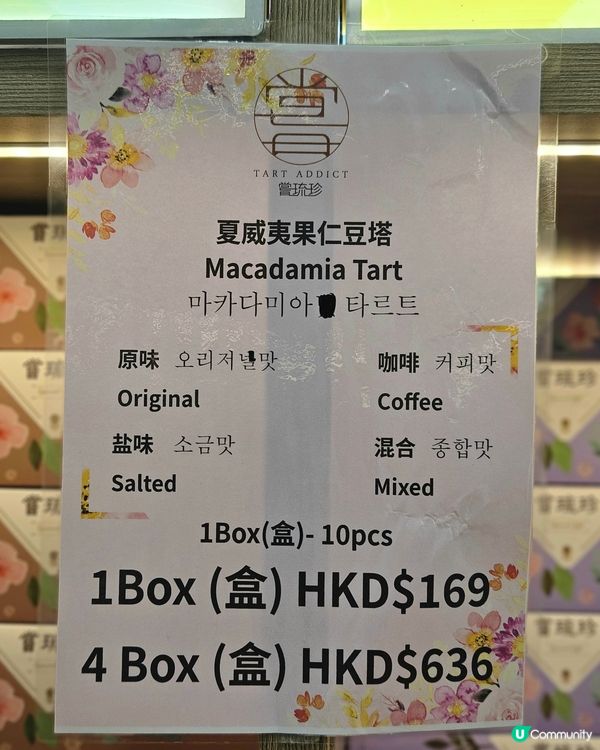 TART ADDICT
嘗琉珍
夏威夷果仁豆塔
Macadamia Tart
마카다미아 타르트
原味 오리저널맛
Original
咖啡 커피맛
Coffee
盐味 소금맛
Salted
混合 종합맛
Mixed
1Box(盒)- 10pcs
1Box (盒) HKD$169
4 Box (盒) HKD$636
U Community